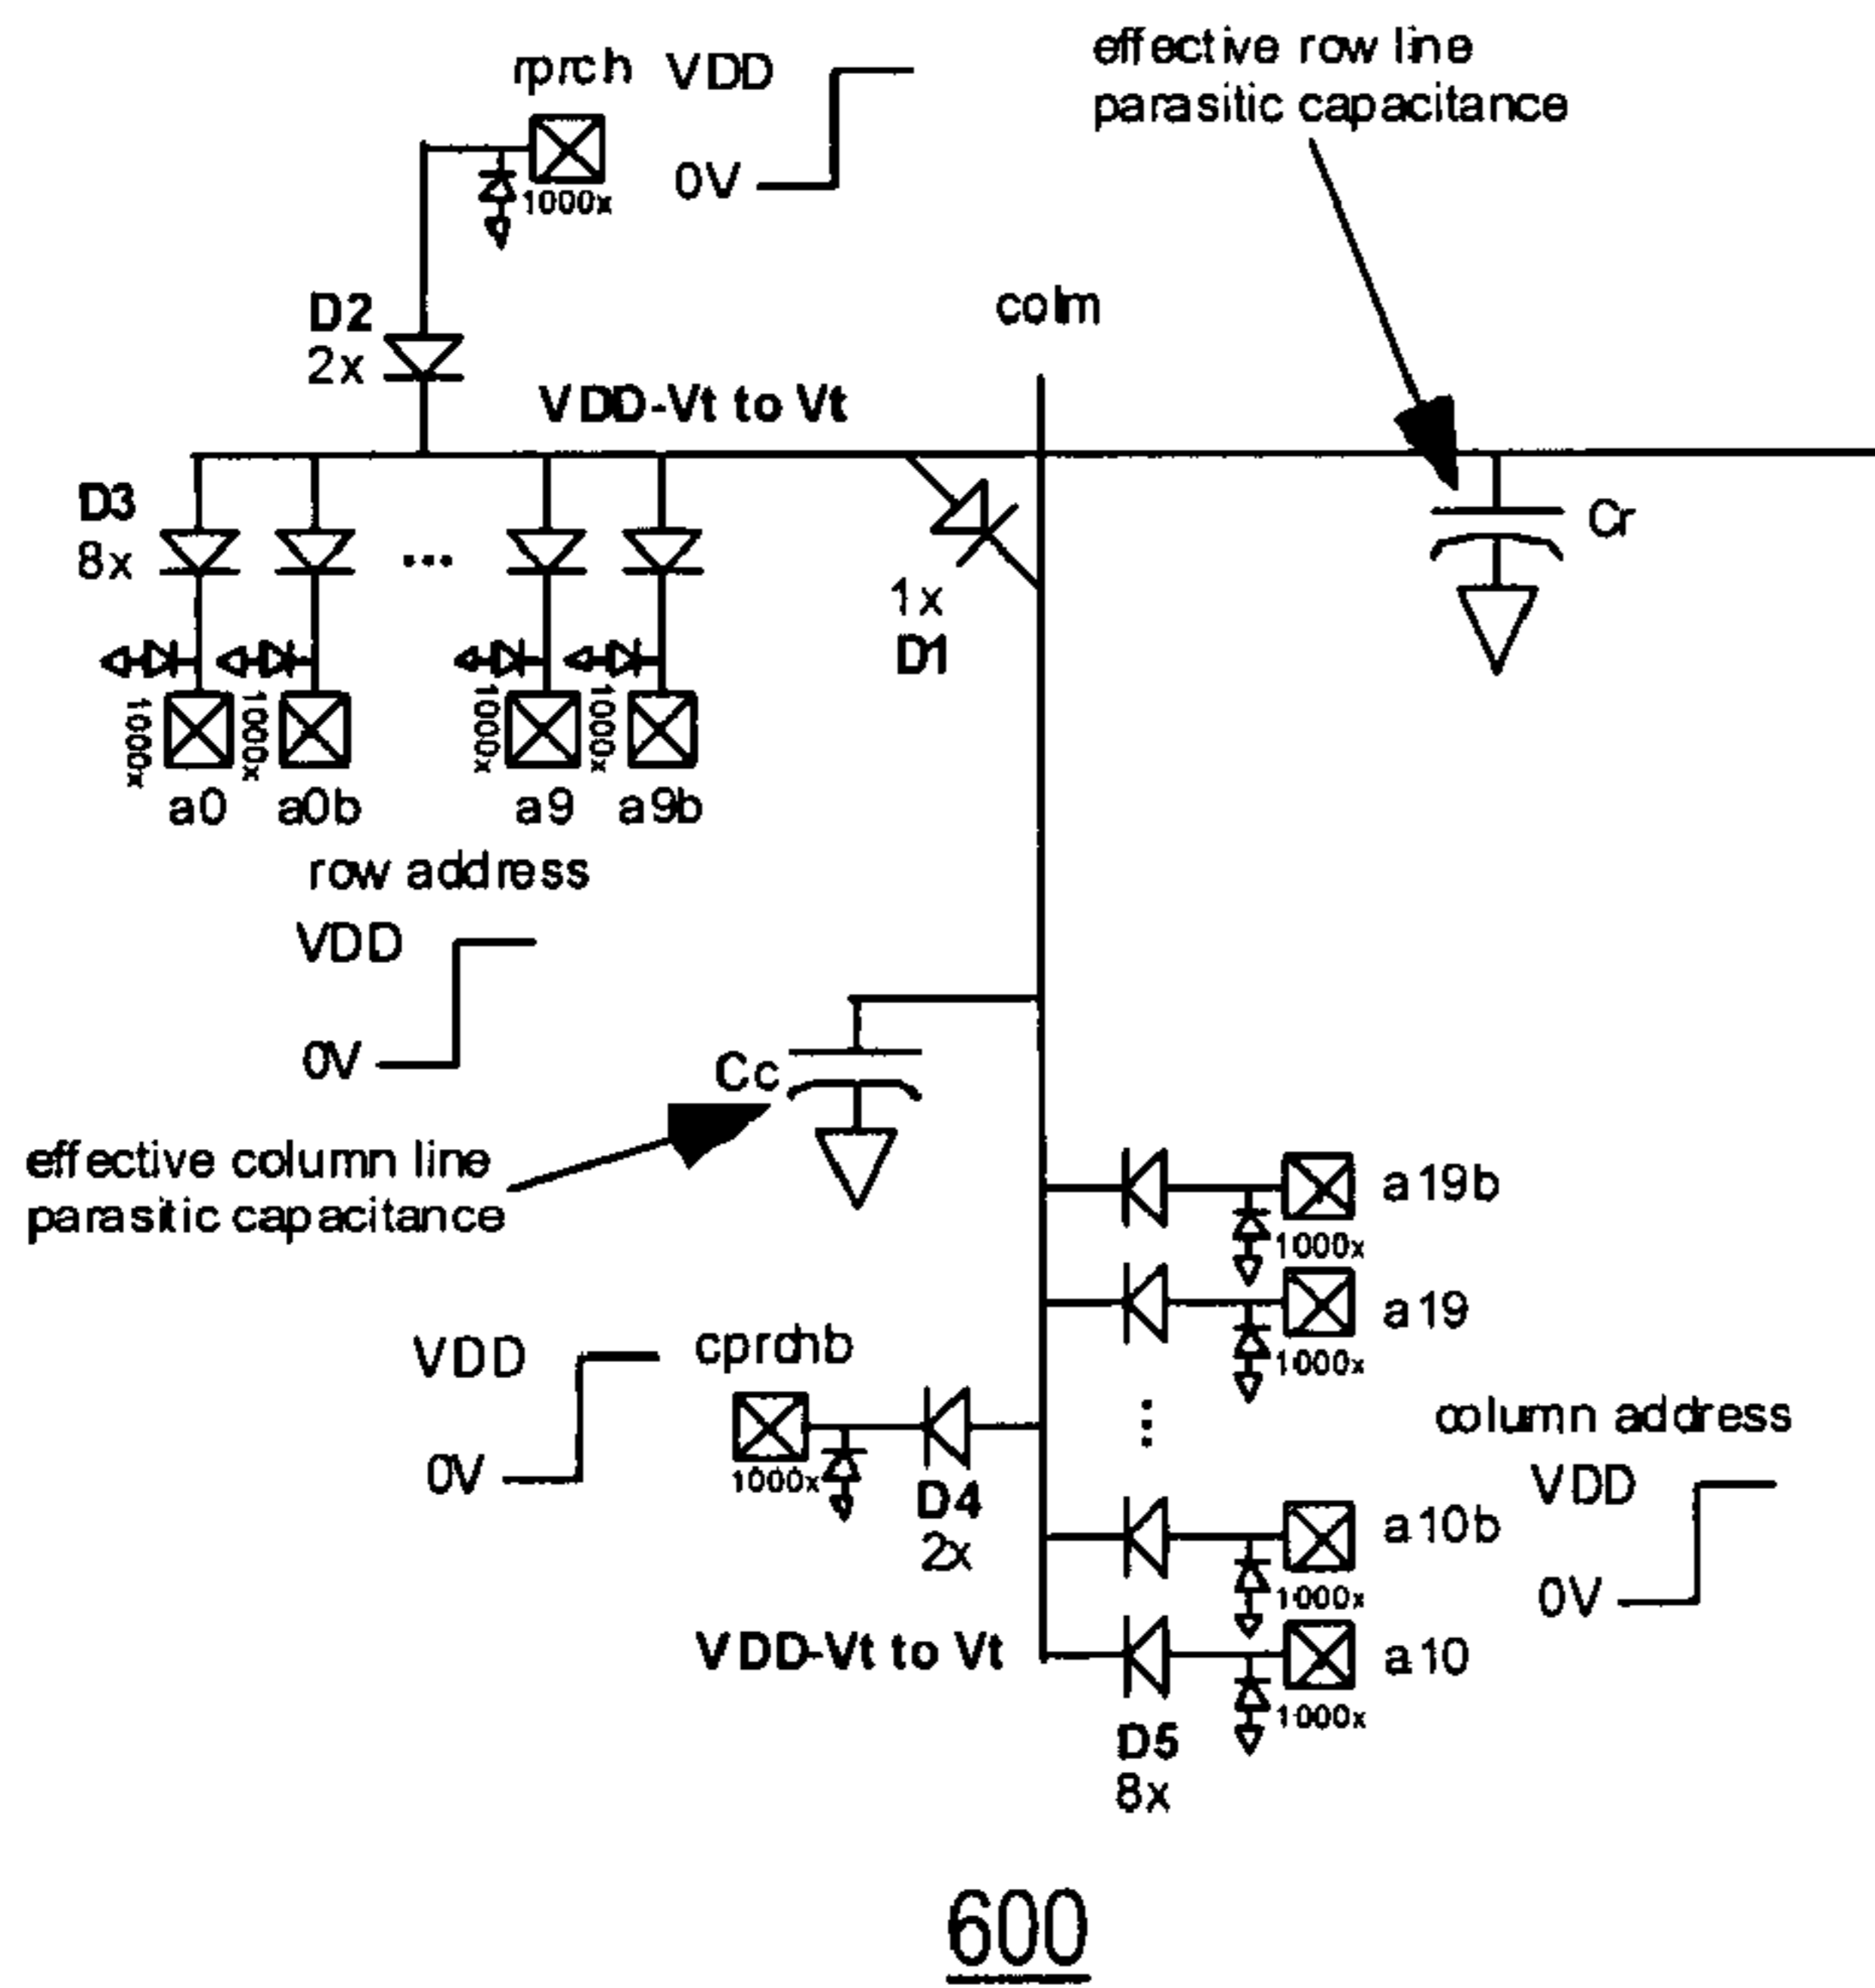 rprch VDD
0V
1000x
effective row line
parasitic capacitance
D2
2x
colm
VDD-Vt to Vt
D3
8x
...
Cr
1x
D1
1000x
1000x
1000x
1000x
a0 a0b a9 a9b
row address
VDD
0V
Cc
effective column line
parasitic capacitance
a19b
1000x
a19
1000x
VDD
0V
cprchb
1000x
D4
2x
...
column address
VDD
0V
a10b
1000x
VDD-Vt to Vt
a10
1000x
D5
8x
600